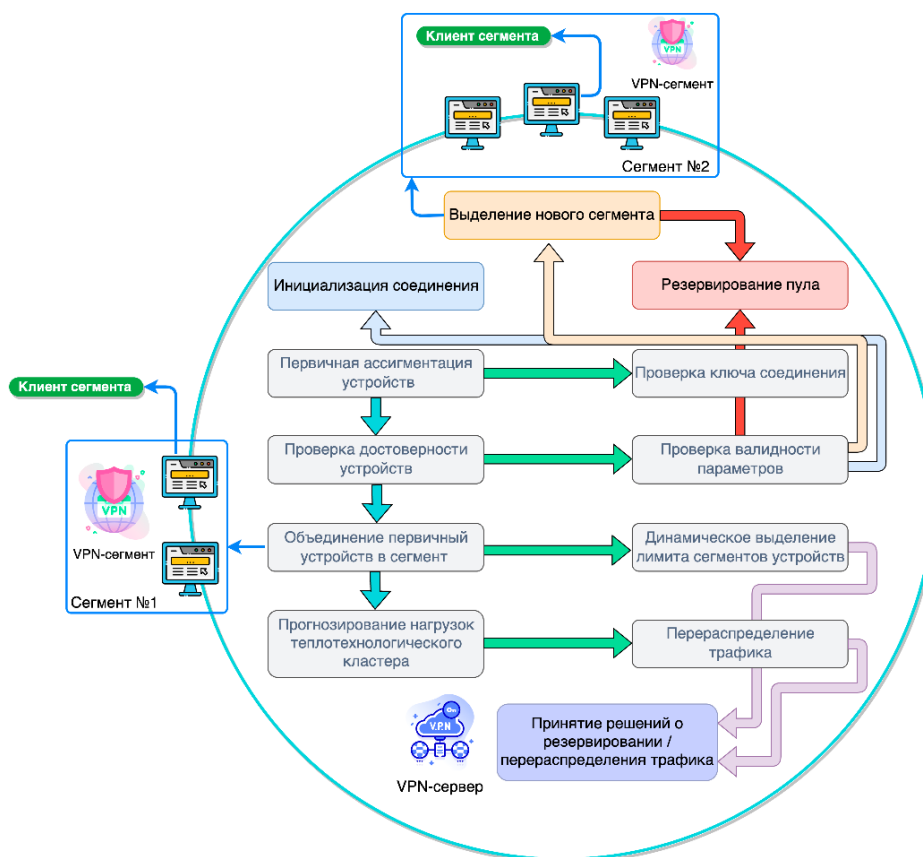 Клиент сегмента
VPN
VPN-сегмент
Сегмент №2
Выделение нового сегмента
Инициализация соединения
Резервирование пула
Первичная ассигментация
устройств
Проверка ключа соединения
Клиент сегмента
Проверка достоверности
устройств
Проверка валидности
параметров
VPN
VPN-сегмент
Сегмент №1
Объединение первичный
устройств в сегмент
Динамическое выделение
лимита сегментов устройств
Прогнозирование нагрузок
теплотехнологического
кластера
Перераспределение
трафика
V.P.N
VPN-сервер
Принятие решений о
резервировании /
перераспределения трафика